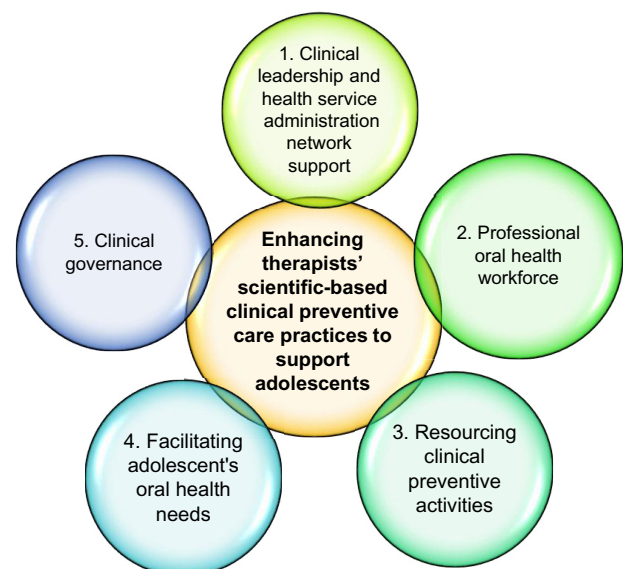 1. Clinical
leadership and
health service
administration
network
support
2. Professional
oral health
workforce
3. Resourcing
clinical
preventive
activities
4. Facilitating
adolescent's
oral health
needs
5. Clinical
governance
Enhancing
therapists’
scientific-based
clinical preventive
care practices to
support
adolescents